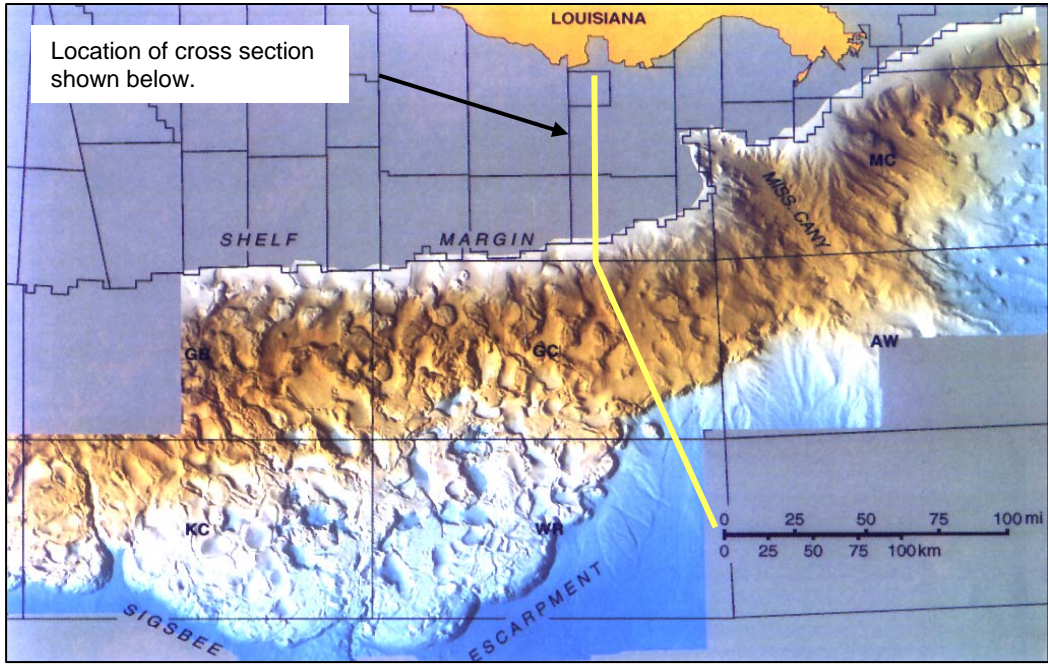 LOUISIANA
Location of cross section
shown below.
MC
MISS CANY
SHELF MARGIN
GB
GC
AW
KC
WR
0 25 50 75 100 mi
0 25 50 75 100 km
SIGSBEE
ESCARPMENT